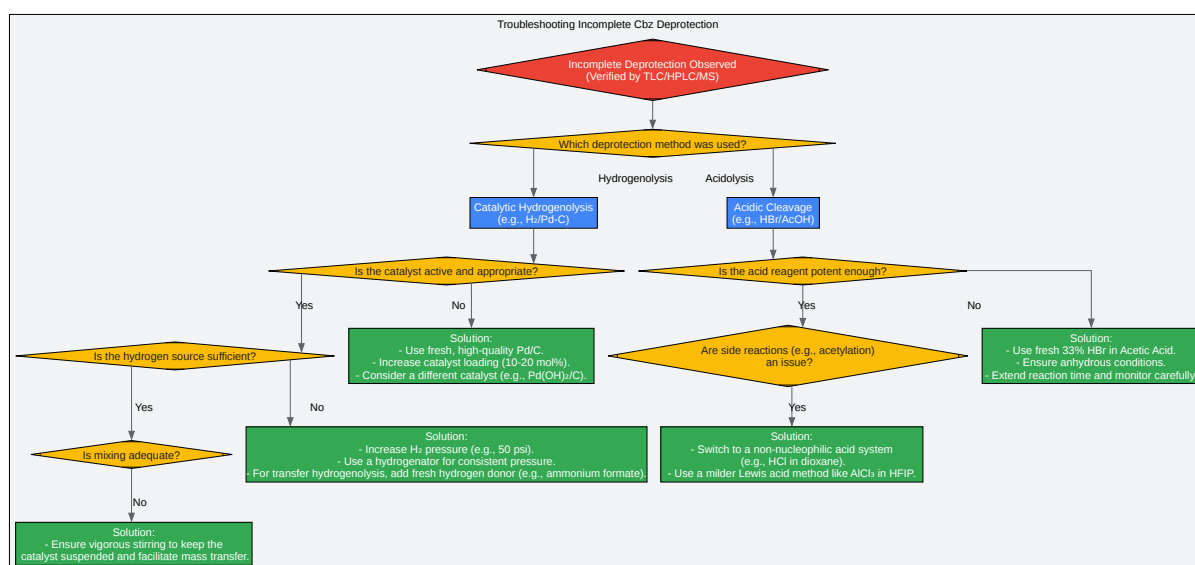 Troubleshooting Incomplete Cbz Deprotection
Incomplete Deprotection Observed
(Verified by TLC/HPLC/MS)
Which deprotection method was used?
Hydrogenolysis
Acidolysis
Catalytic Hydrogenolysis
(e.g., H₂/Pd-C)
Acidic Cleavage
(e.g., HBr/AcOH)
Is the catalyst active and appropriate?
Is the acid reagent potent enough?
Yes
No
Yes
No
Is the hydrogen source sufficient?
Solution:
- Use fresh, high-quality Pd/C.
- Increase catalyst loading (10-20 mol%).
- Consider a different catalyst (e.g., Pd(OH)₂/C).
Are side reactions (e.g., acetylation)
an issue?
Solution:
- Use fresh 33% HBr in Acetic Acid.
- Ensure anhydrous conditions.
- Extend reaction time and monitor carefully.
Yes
No
Yes
Is mixing adequate?
Solution:
- Increase H₂ pressure (e.g., 50 psi).
- Use a hydrogenator for consistent pressure.
- For transfer hydrogenolysis, add fresh hydrogen donor (e.g., ammonium formate).
Solution:
- Switch to a non-nucleophilic acid system
(e.g., HCl in dioxane).
- Use a milder Lewis acid method like AlCl₃ in HFIP.
No
Solution:
- Ensure vigorous stirring to keep the
catalyst suspended and facilitate mass transfer.